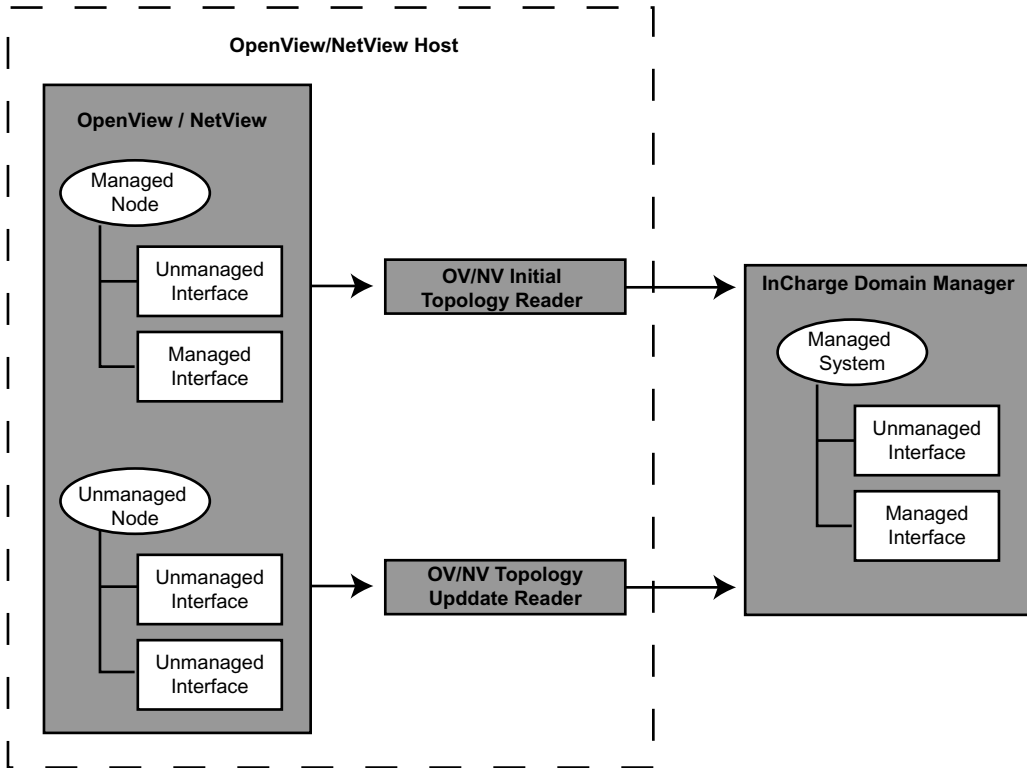 OpenView/NetView Host
OpenView / NetView
Managed
Node
Unmanaged
Interface
Managed
Interface
Unmanaged
Node
Unmanaged
Interface
Unmanaged
Interface
OV/NV Initial
Topology Reader
OV/NV Topology
Upddate Reader
InCharge Domain Manager
Managed
System
Unmanaged
Interface
Managed
Interface